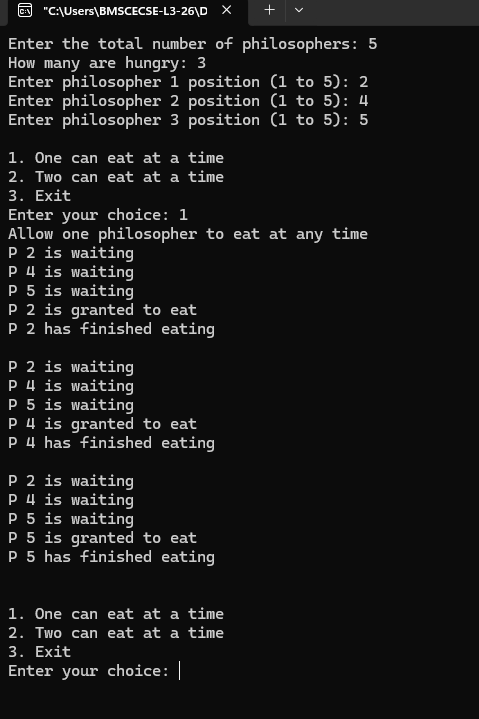 "C:\Users\BMSCECSE-L3-26\D
Enter the total number of philosophers: 5
How many are hungry: 3
Enter philosopher 1 position (1 to 5): 2
Enter philosopher 2 position (1 to 5): 4
Enter philosopher 3 position (1 to 5): 5
1. One can eat at a time
2. Two can eat at a time
3. Exit
Enter your choice: 1
Allow one philosopher to eat at any time
P 2 is waiting
P 4 is waiting
P 5 is waiting
P 2 is granted to eat
P 2 has finished eating
P 2 is waiting
P 4 is waiting
P 5 is waiting
P 4 is granted to eat
P 4 has finished eating
P 2 is waiting
P 4 is waiting
P 5 is waiting
P 5 is granted to eat
P 5 has finished eating
1. One can eat at a time
2. Two can eat at a time
3. Exit
Enter your choice: